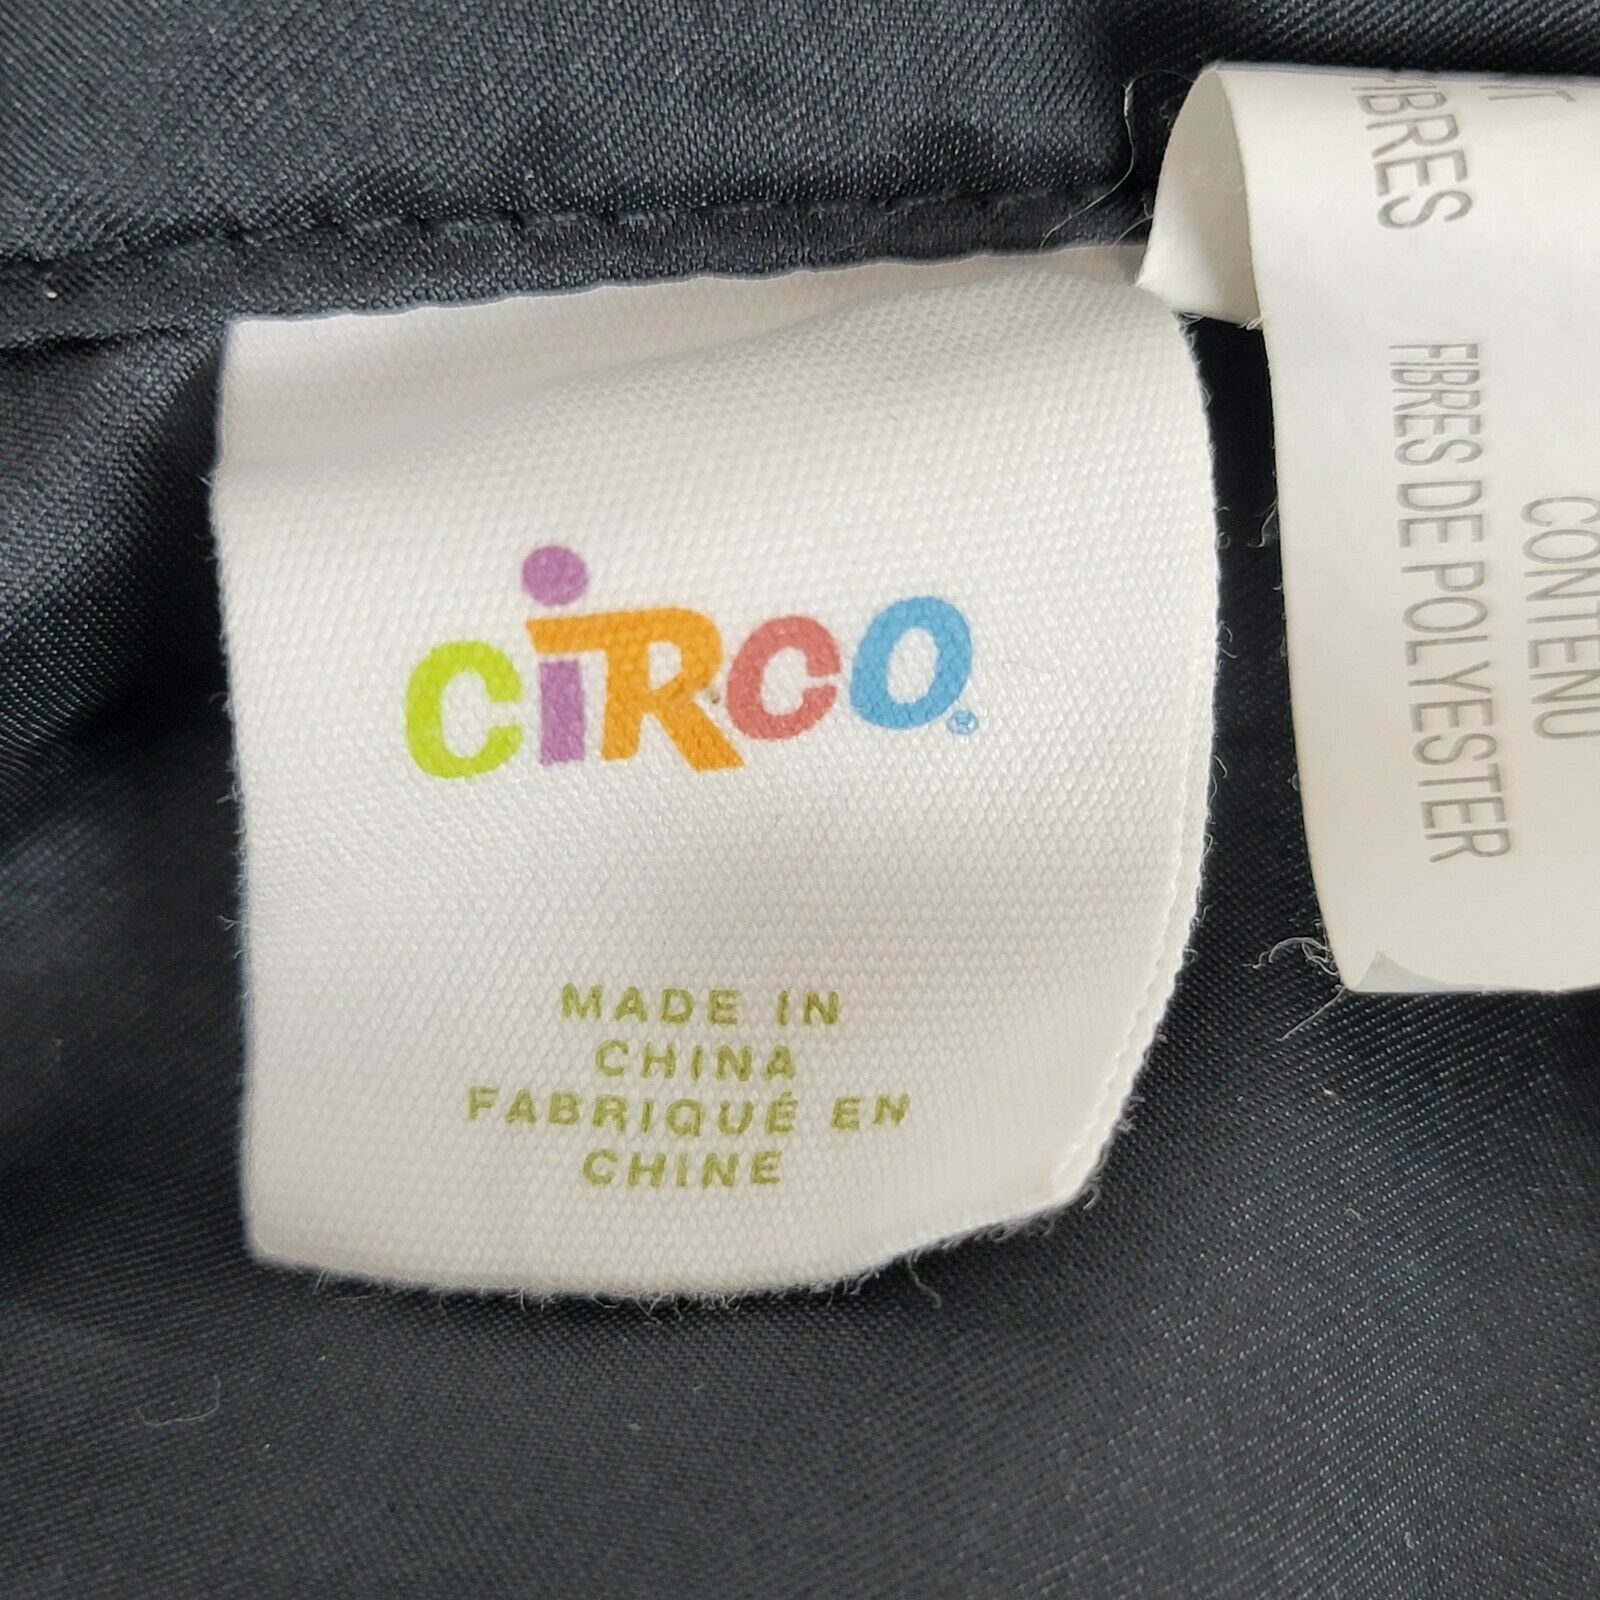 ciRco®
MADE IN
CHINA
FABRIQUÉ EN
CHINE
FIBRES
CONTENU
FIBRES DE POLYESTER